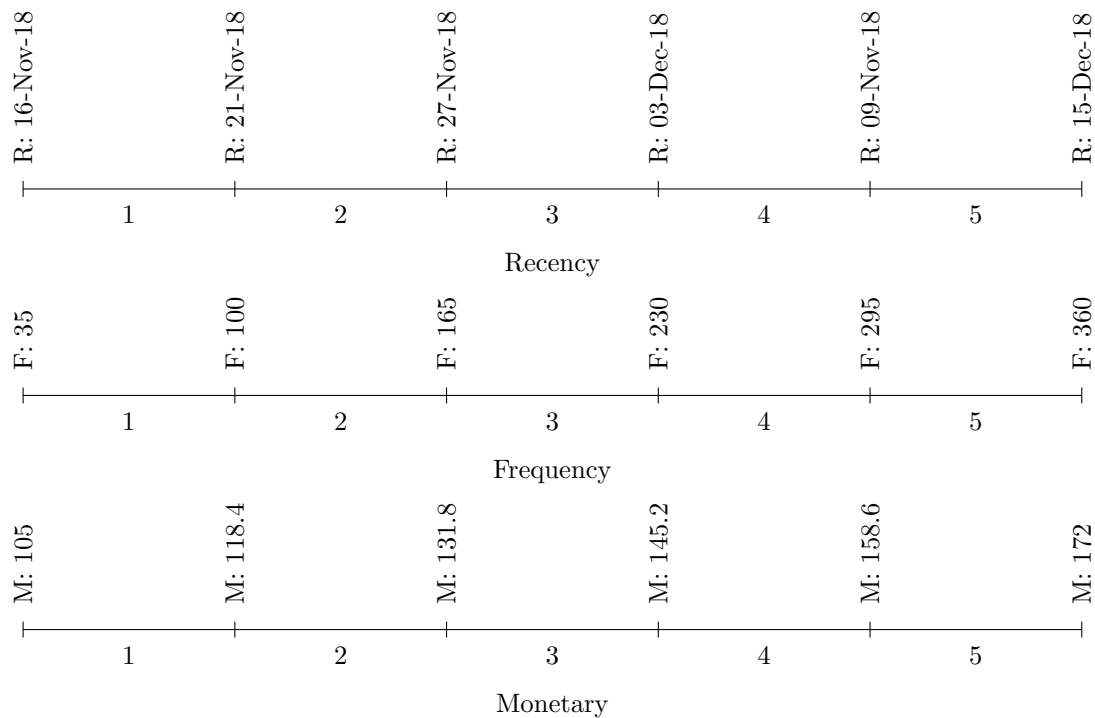 R: 16-Nov-18
R: 21-Nov-18
R: 27-Nov-18
R: 03-Dec-18
R: 09-Nov-18
R: 15-Dec-18
1 2 3 4 5
Recency
F: 35
F: 100
F: 165
F: 230
F: 295
F: 360
1 2 3 4 5
Frequency
M: 105
M: 118.4
M: 131.8
M: 145.2
M: 158.6
M: 172
1 2 3 4 5
Monetary